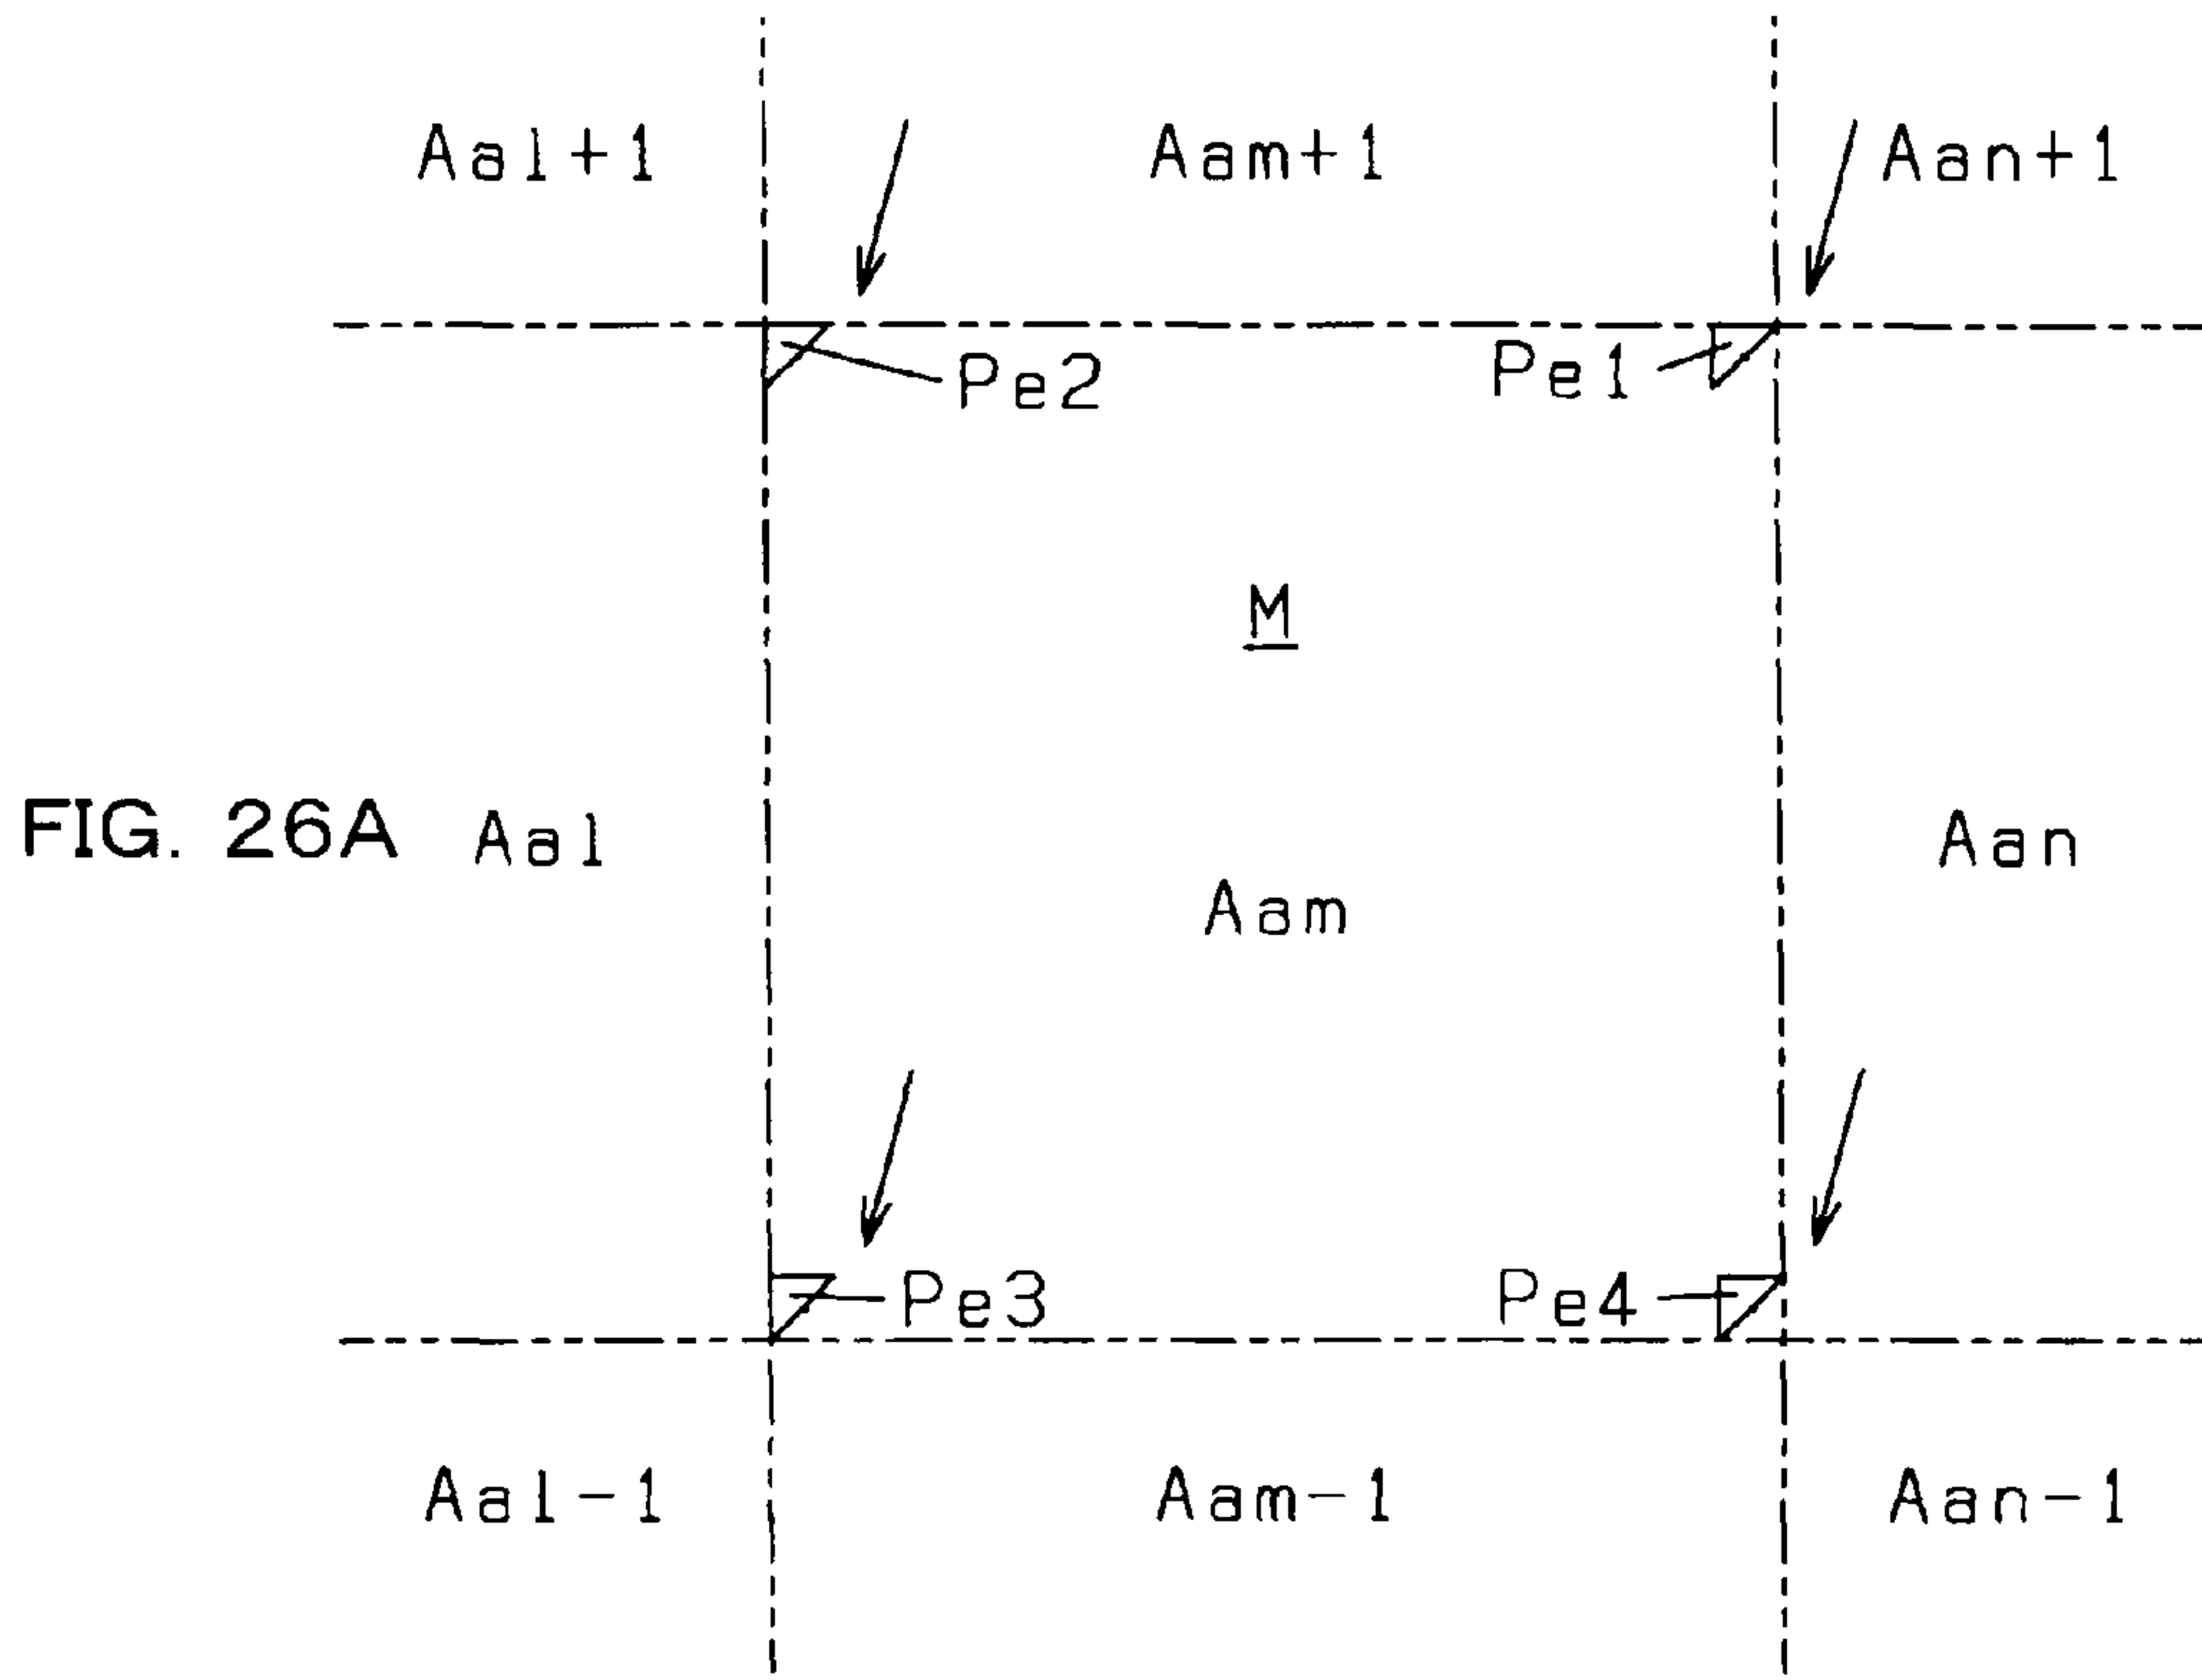 Aal+1
Aam+1
Aan+1
Pe2
Pe1
M
FIG. 26A
Aal
Aan
Aam
Pe3
Pe4
Aal-1
Aam-1
Aan-1